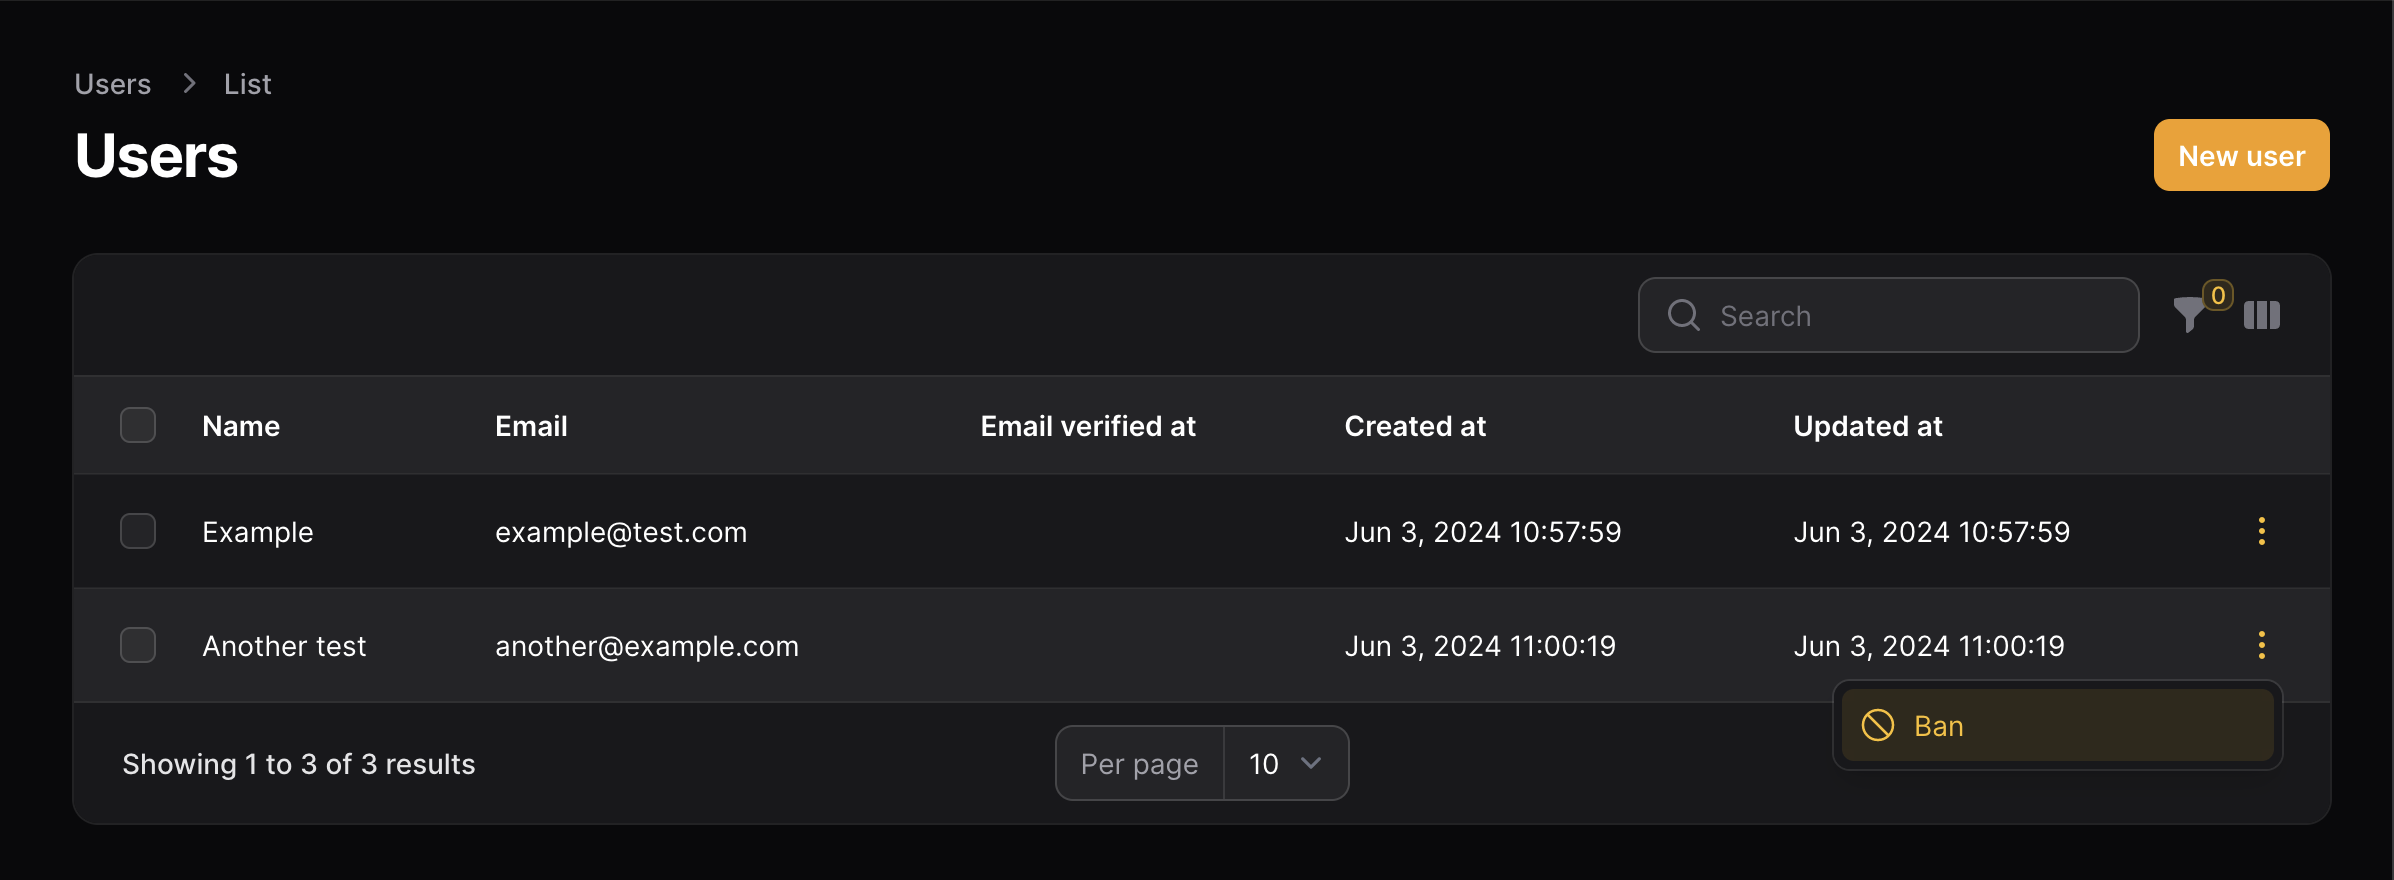 Users > List
Users
New user
Search
0
Name Email Email verified at Created at Updated at
Example example@test.com Jun 3, 2024 10:57:59 Jun 3, 2024 10:57:59
Another test another@example.com Jun 3, 2024 11:00:19 Jun 3, 2024 11:00:19
Ban
Showing 1 to 3 of 3 results
Per page 10